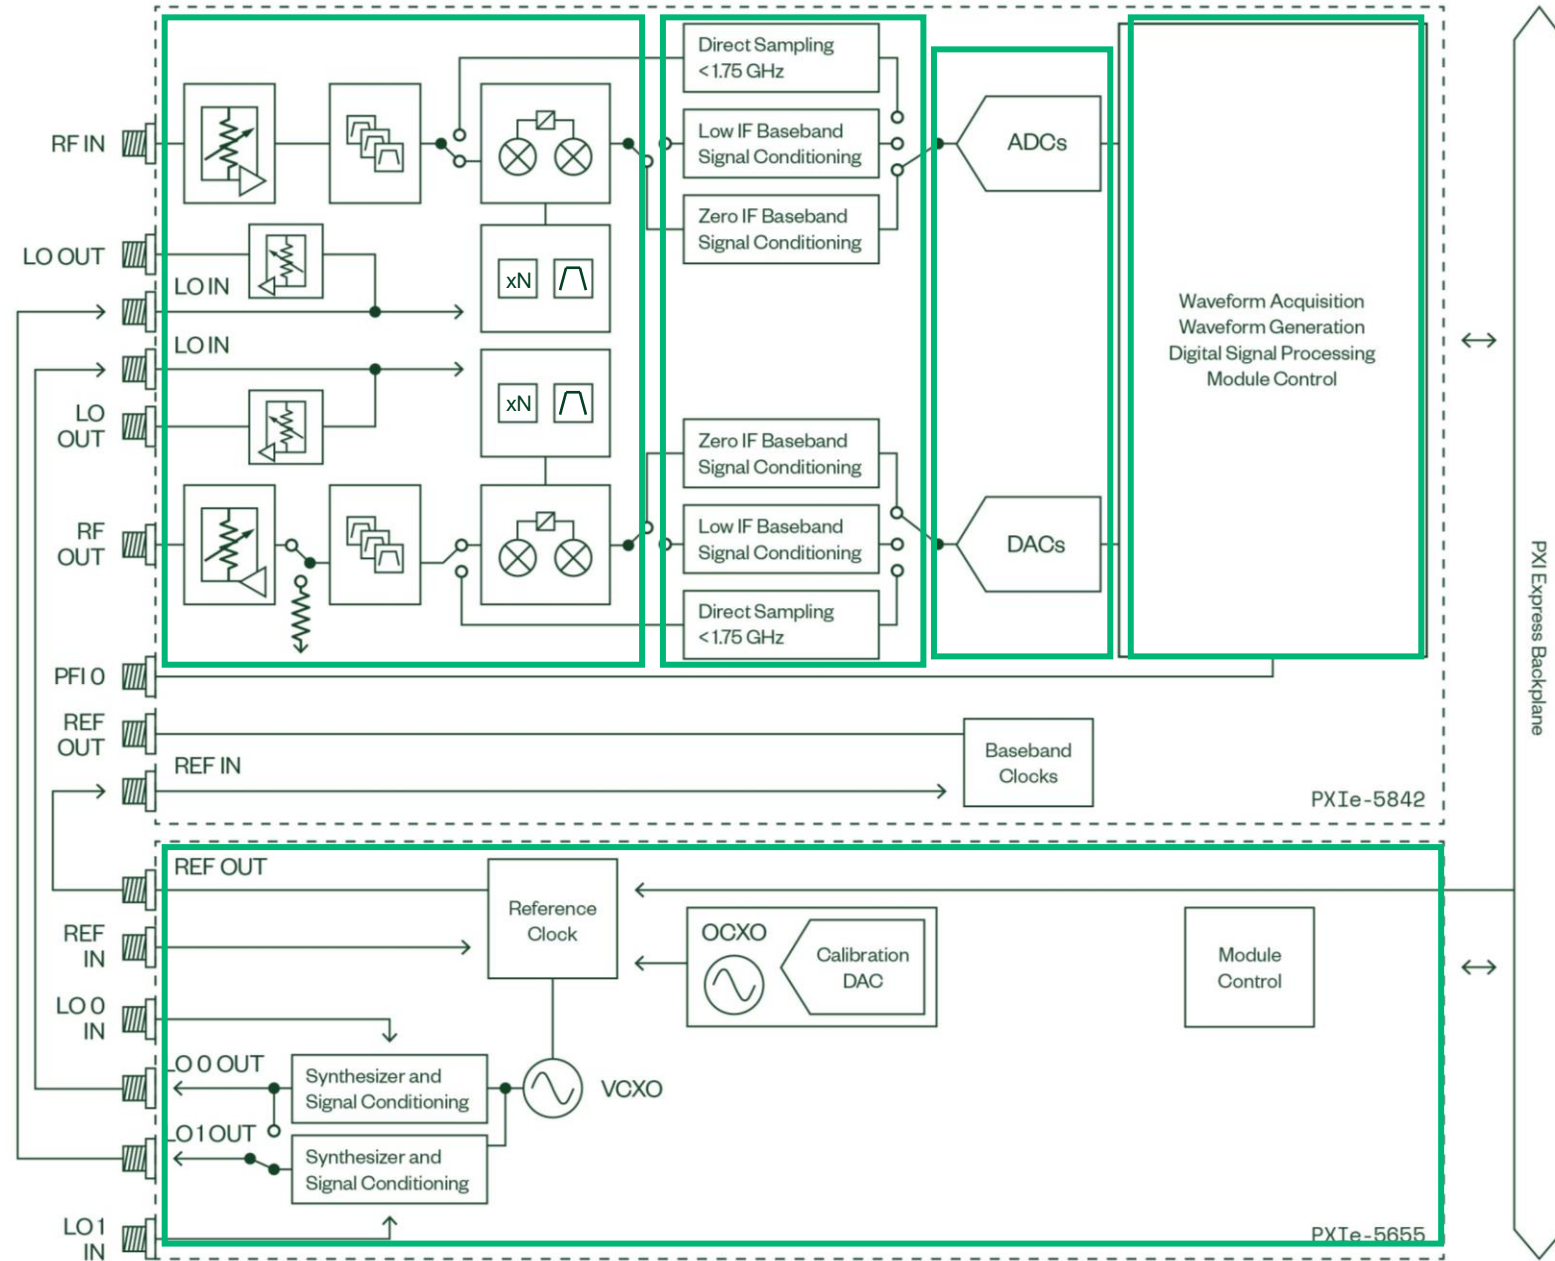 Direct Sampling
<1.75 GHz
RF IN
Low IF Baseband
Signal Conditioning
ADCs
Zero IF Baseband
Signal Conditioning
LO OUT
LO IN
xN
LO IN
Waveform Acquisition
Waveform Generation
Digital Signal Processing
Module Control
LO
OUT
xN
Zero IF Baseband
Signal Conditioning
RF
OUT
Low IF Baseband
Signal Conditioning
DACs
Direct Sampling
<1.75 GHz
PXI Express Backplane
PFI 0
REF
OUT
REF IN
Baseband
Clocks
PXIe-5842
REF OUT
Reference
Clock
REF
IN
OCXO
Calibration
DAC
Module
Control
LO 0
IN
LO 0 OUT
Synthesizer and
Signal Conditioning
VCXO
LO 1 OUT
Synthesizer and
Signal Conditioning
LO 1
IN
PXIe-5655